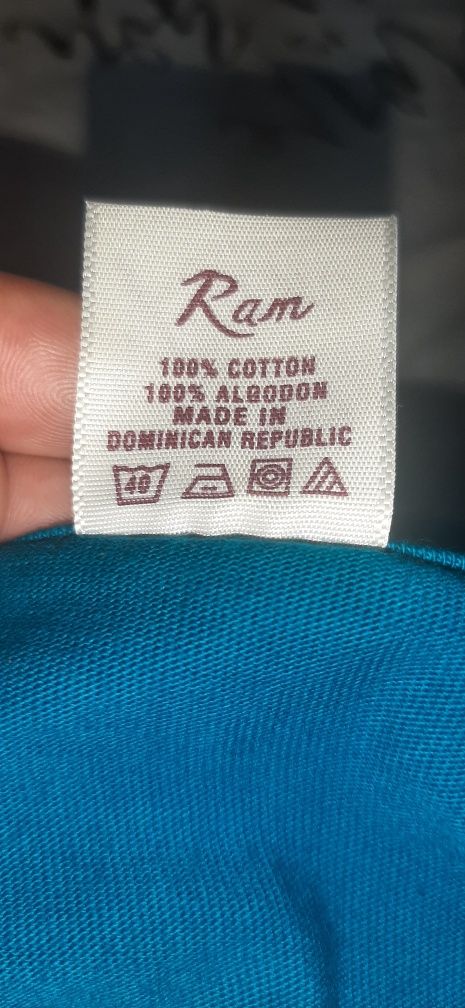 Ram
100% COTTON
100% ALGODON
MADE IN
DOMINICAN REPUBLIC
40